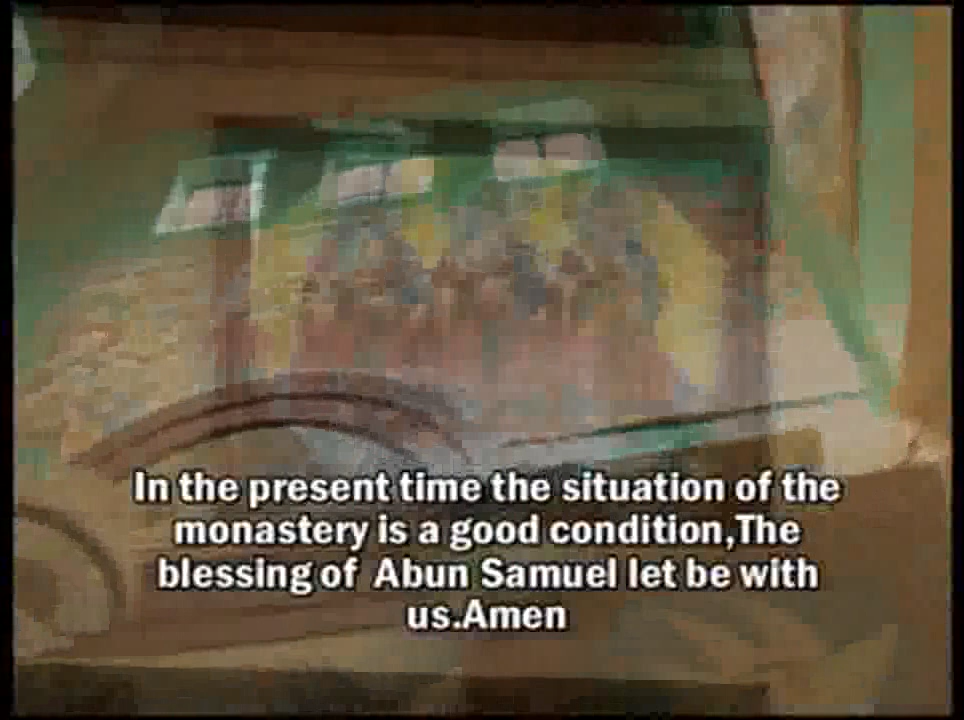 In the present time the situation of the
monastery is a good condition,The
blessing of Abun Samuel let be with
us.Amen